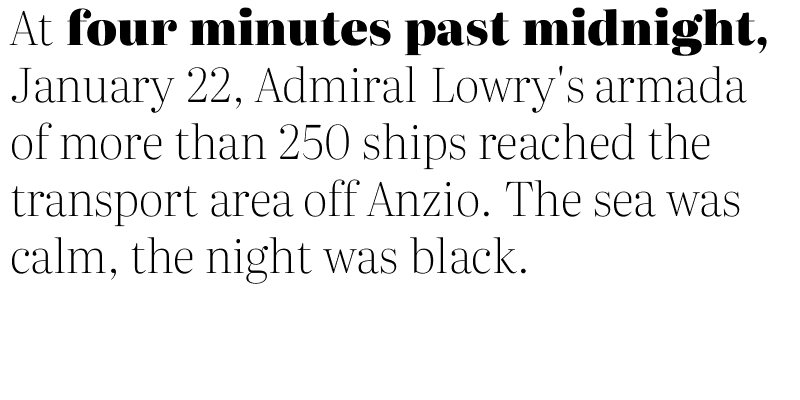 At four minutes past midnight,
January 22, Admiral Lowry's armada
of more than 250 ships reached the
transport area off Anzio. The sea was
calm, the night was black.